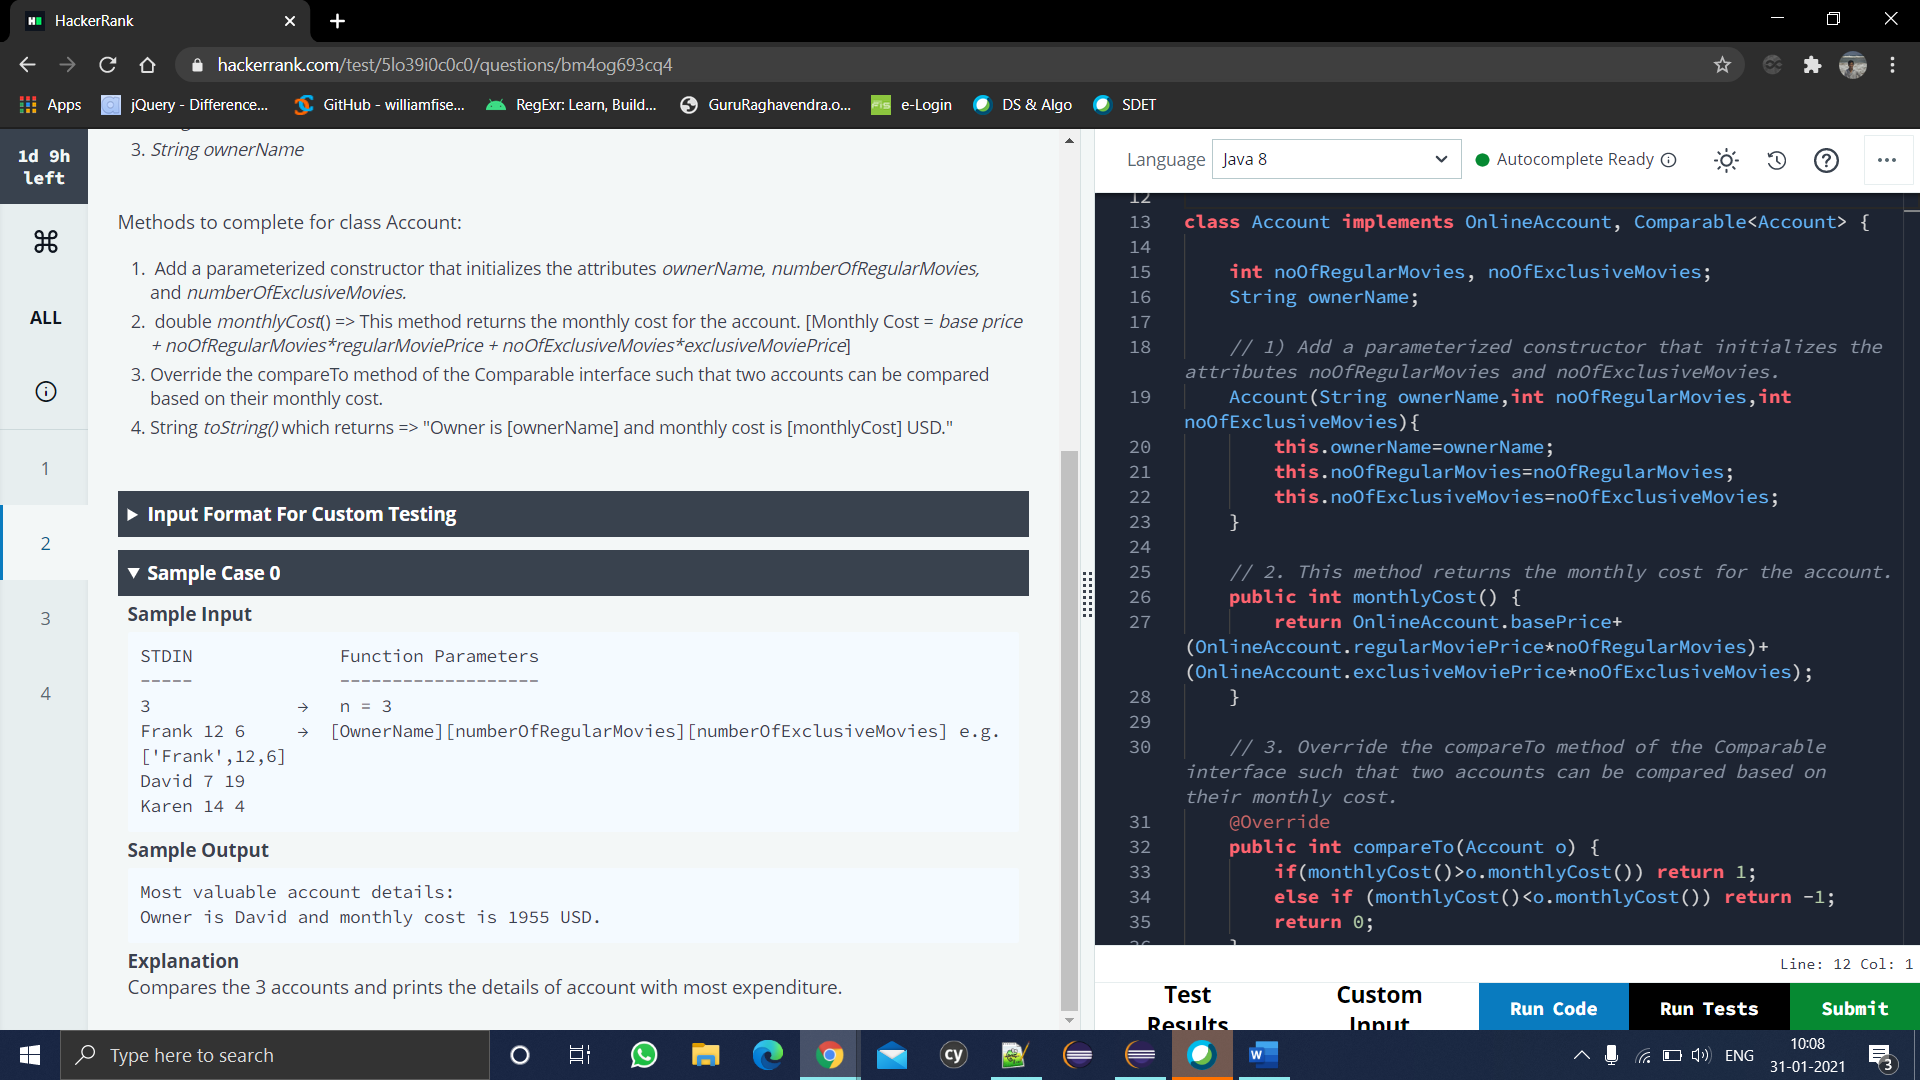 HackerRank
hackerrank.com/test/5lo39i0c0c0/questions/bm4og693cq4
Apps jQuery - Difference... GitHub - williamfise... RegExr: Learn, Build... GuruRaghavendra.o... e-Login DS & Algo SDET
1d 9h
left
ALL
1
2
3
4
3. String ownerName
Methods to complete for class Account:
1. Add a parameterized constructor that initializes the attributes ownerName, numberOfRegularMovies,
and numberOfExclusiveMovies.
2. double monthlyCost() => This method returns the monthly cost for the account. [Monthly Cost = base price
+ noOfRegularMovies*regularMoviePrice + noOfExclusiveMovies*exclusiveMoviePrice]
3. Override the compareTo method of the Comparable interface such that two accounts can be compared
based on their monthly cost.
4. String toString() which returns => "Owner is [ownerName] and monthly cost is [monthlyCost] USD."
Input Format For Custom Testing
Sample Case 0
Sample Input
STDIN Function Parameters
----- -------------------
3 → n = 3
Frank 12 6 → [OwnerName][numberOfRegularMovies][numberOfExclusiveMovies] e.g.
['Frank',12,6]
David 7 19
Karen 14 4
Sample Output
Most valuable account details:
Owner is David and monthly cost is 1955 USD.
Explanation
Compares the 3 accounts and prints the details of account with most expenditure.
Language Java 8 Autocomplete Ready
12
13 class Account implements OnlineAccount, Comparable<Account> {
14
15 int noOfRegularMovies, noOfExclusiveMovies;
16 String ownerName;
17
18 // 1) Add a parameterized constructor that initializes the
attributes noOfRegularMovies and noOfExclusiveMovies.
19 Account(String ownerName,int noOfRegularMovies,int
noOfExclusiveMovies){
20 this.ownerName=ownerName;
21 this.noOfRegularMovies=noOfRegularMovies;
22 this.noOfExclusiveMovies=noOfExclusiveMovies;
23 }
24
25 // 2. This method returns the monthly cost for the account.
26 public int monthlyCost() {
27 return OnlineAccount.basePrice+
(OnlineAccount.regularMoviePrice*noOfRegularMovies)+
(OnlineAccount.exclusiveMoviePrice*noOfExclusiveMovies);
28 }
29
30 // 3. Override the compareTo method of the Comparable
interface such that two accounts can be compared based on
their monthly cost.
31 @Override
32 public int compareTo(Account o) {
33 if(monthlyCost()>o.monthlyCost()) return 1;
34 else if (monthlyCost()<o.monthlyCost()) return -1;
35 return 0;
Line: 12 Col: 1
Test
Results
Custom
Input
Run Code Run Tests Submit
Type here to search
cy
W
ENG
10:08
31-01-2021
3